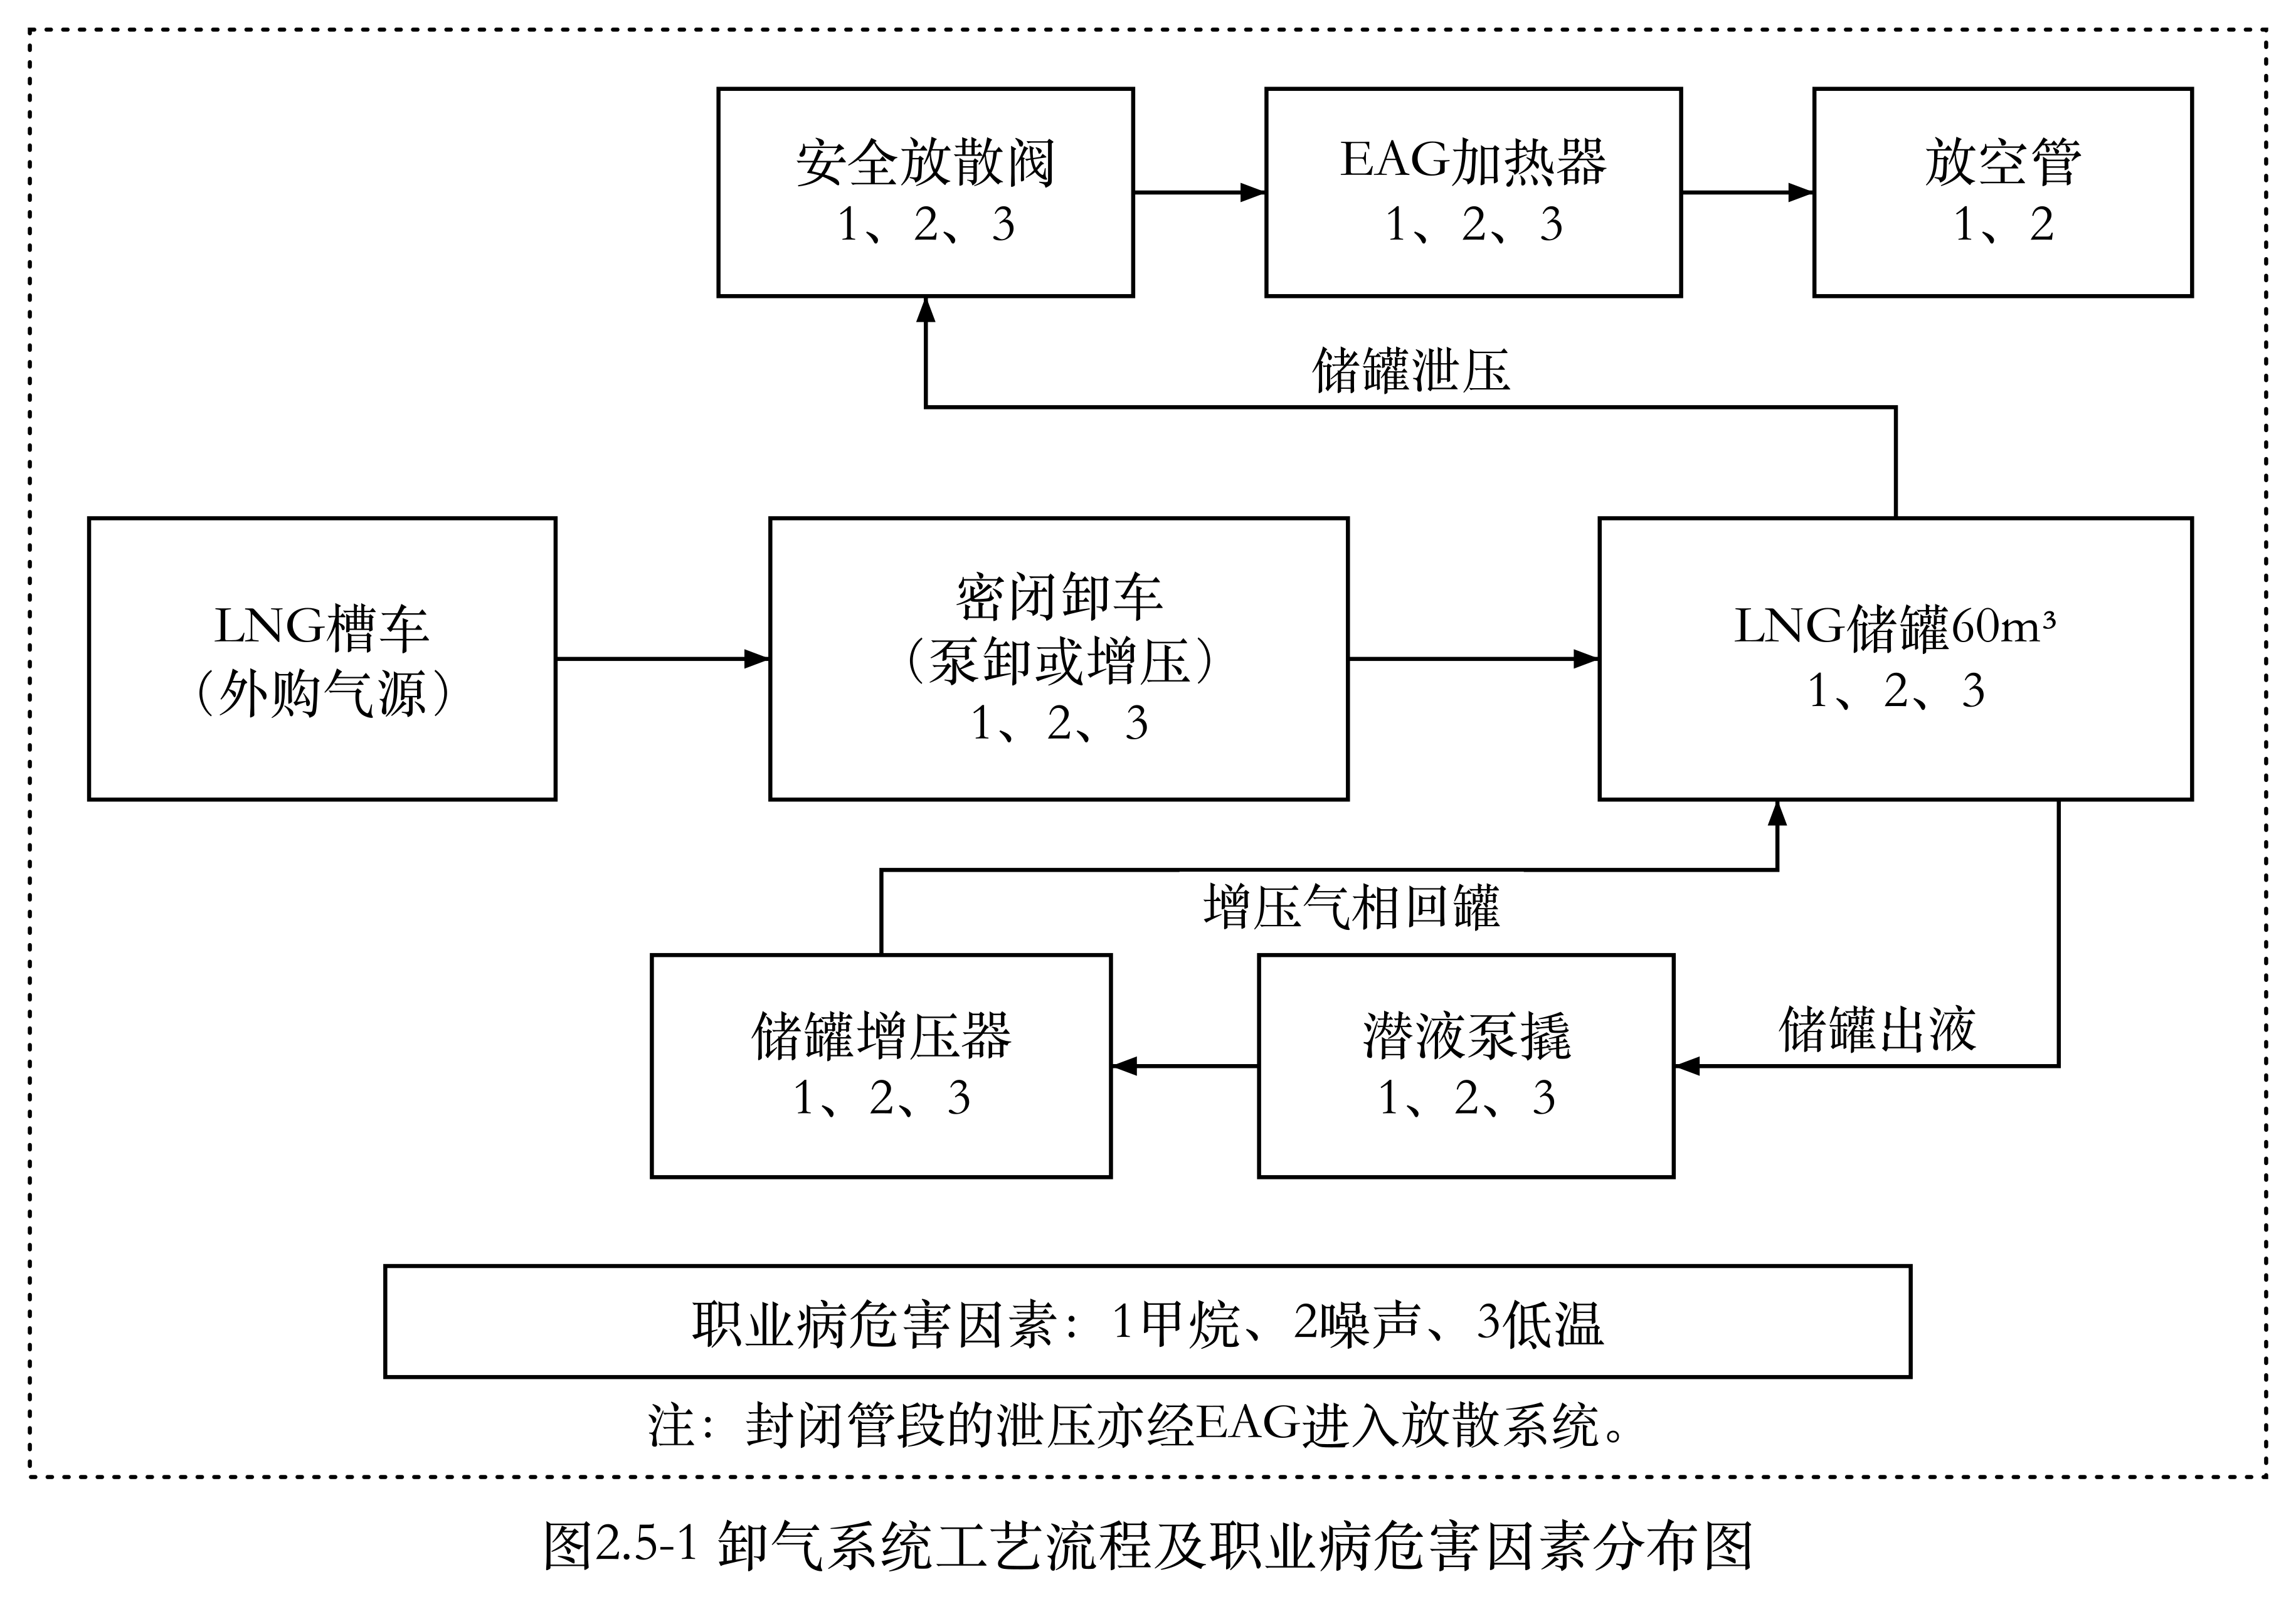 安全放散阀
1、2、3
EAG加热器
1、2、3
放空管
1、2
储罐泄压
LNG槽车
（外购气源）
密闭卸车
（泵卸或增压）
1、2、3
LNG储罐60m³
1、2、3
增压气相回罐
储罐增压器
1、2、3
潜液泵撬
1、2、3
储罐出液
职业病危害因素：1甲烷、2噪声、3低温
注：封闭管段的泄压亦经EAG进入放散系统。
图2.5-1 卸气系统工艺流程及职业病危害因素分布图